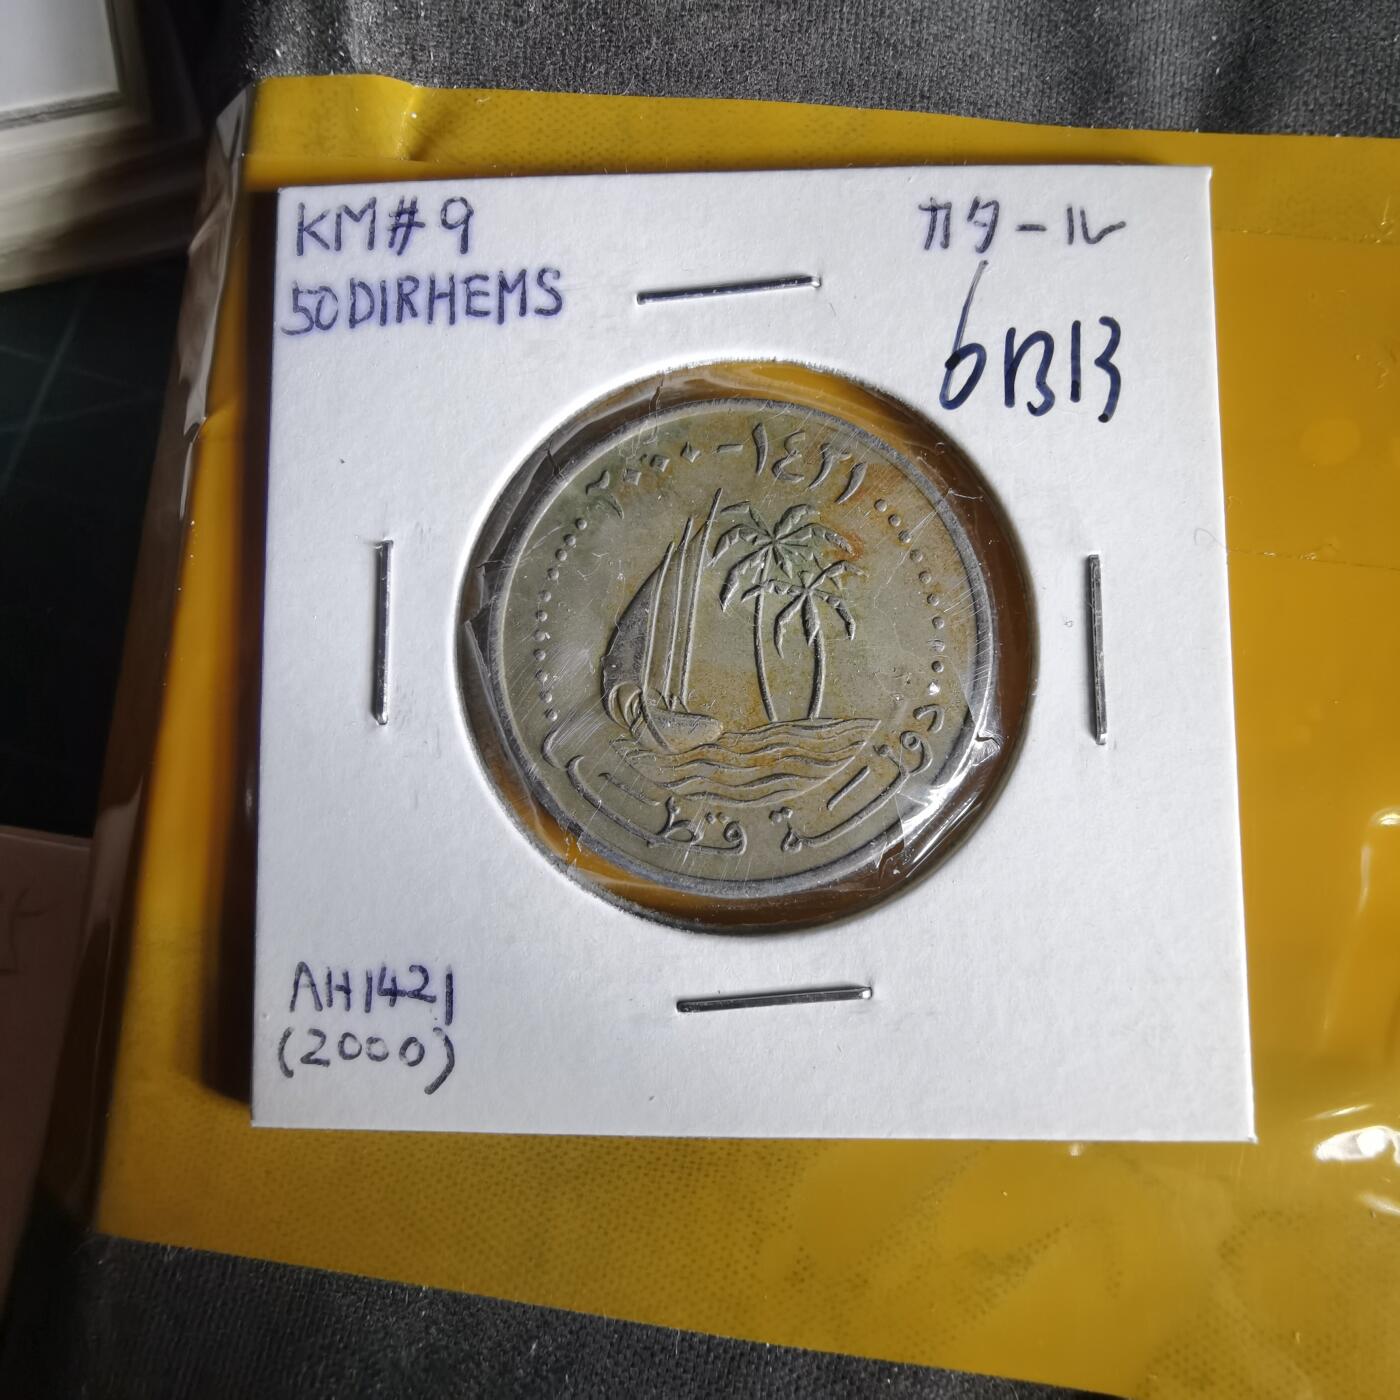 KM#9
50DIRHEMS
カタール
6B13
٢٠٠٠-١٤٢١
دولة قطر
AH1421
(2000)